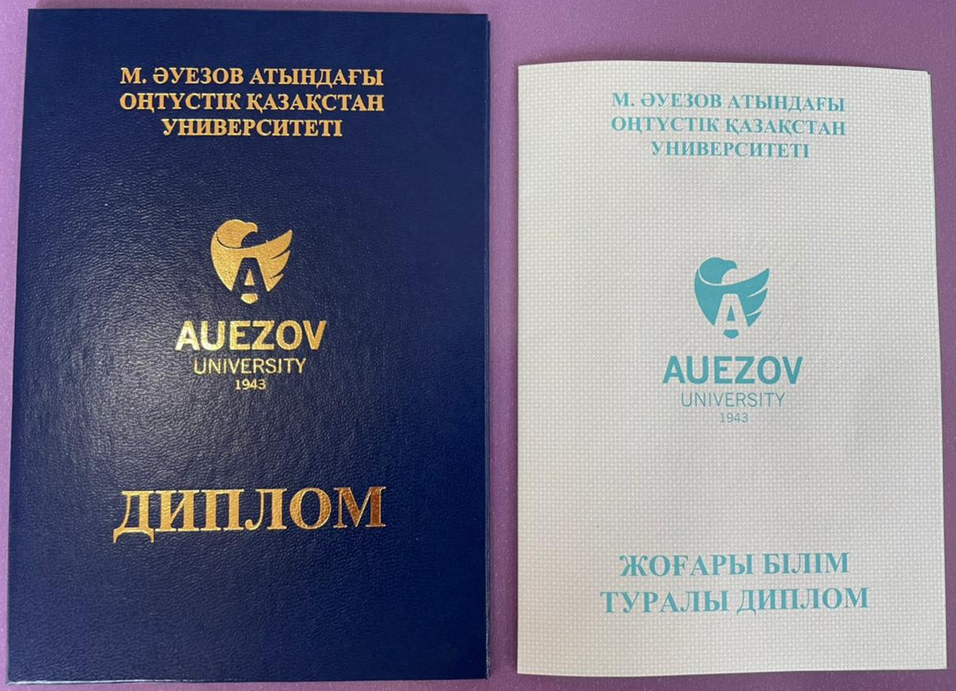 М. ӘУЕЗОВ АТЫНДАҒЫ
ОҢТҮСТІК ҚАЗАҚСТАН
УНИВЕРСИТЕТІ
A
AUEZOV
UNIVERSITY
1943
ДИПЛОМ
М. ӘУЕЗОВ АТЫНДАҒЫ
ОҢТҮСТІК ҚАЗАҚСТАН
УНИВЕРСИТЕТІ
A
AUEZOV
UNIVERSITY
1943
ЖОҒАРЫ БІЛІМ
ТУРАЛЫ ДИПЛОМ